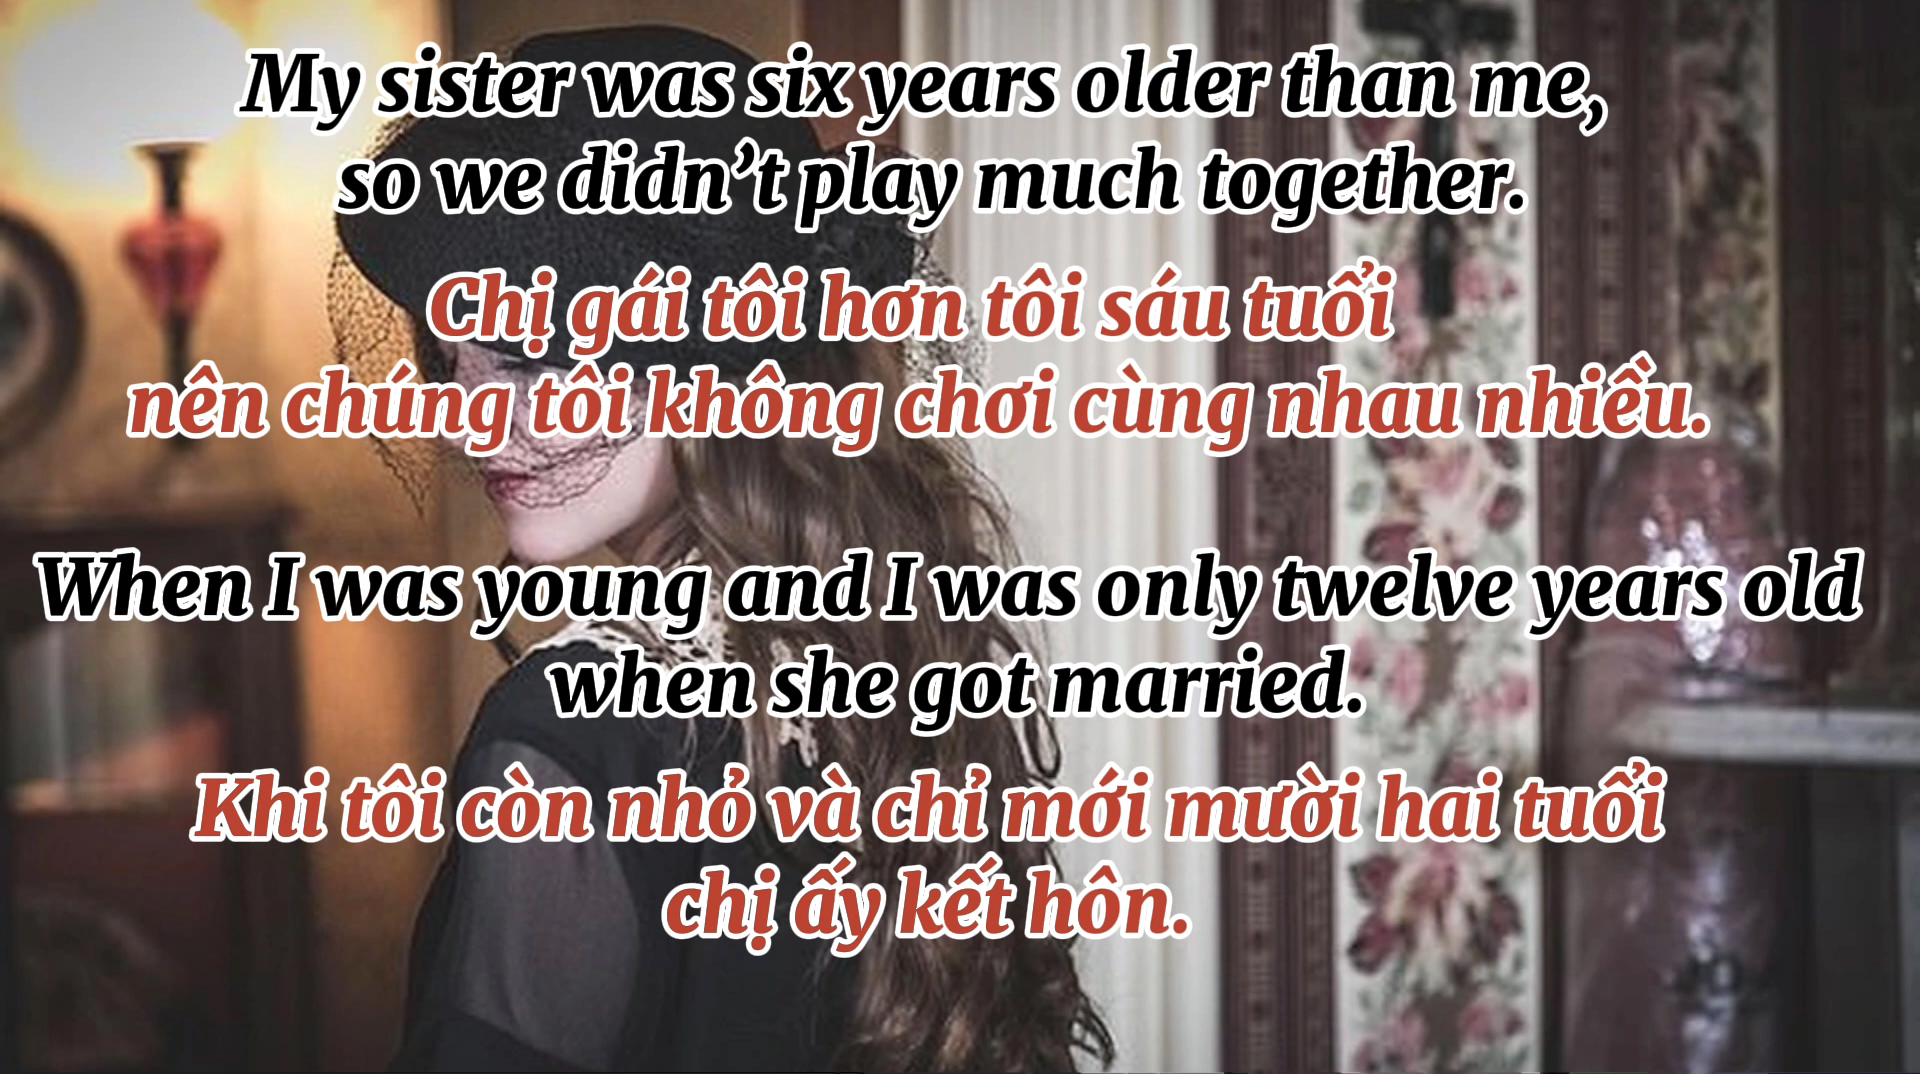 My sister was six years older than me,
so we didn’t play much together.
Chị gái tôi hơn tôi sáu tuổi
nên chúng tôi không chơi cùng nhau nhiều.
When I was young and I was only twelve years old
when she got married.
Khi tôi còn nhỏ và chỉ mới mười hai tuổi
chị ấy kết hôn.